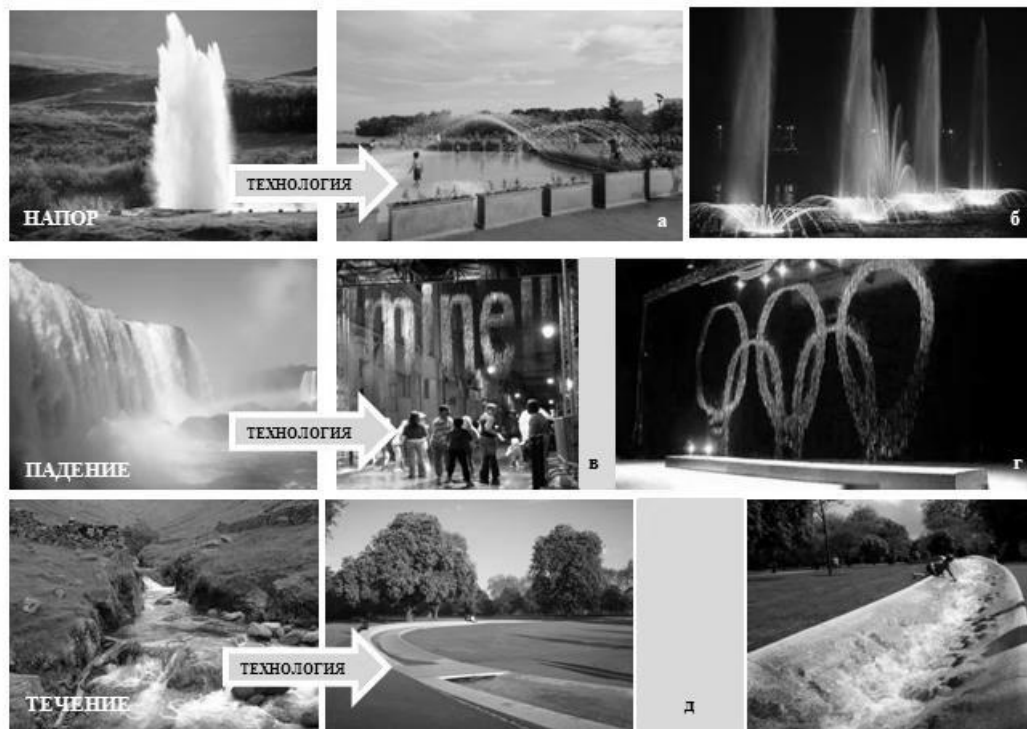 ТЕХНОЛОГИЯ
НАПОР
а
б
ТЕХНОЛОГИЯ
ПАДЕНИЕ
в
г
ТЕХНОЛОГИЯ
ТЕЧЕНИЕ
д